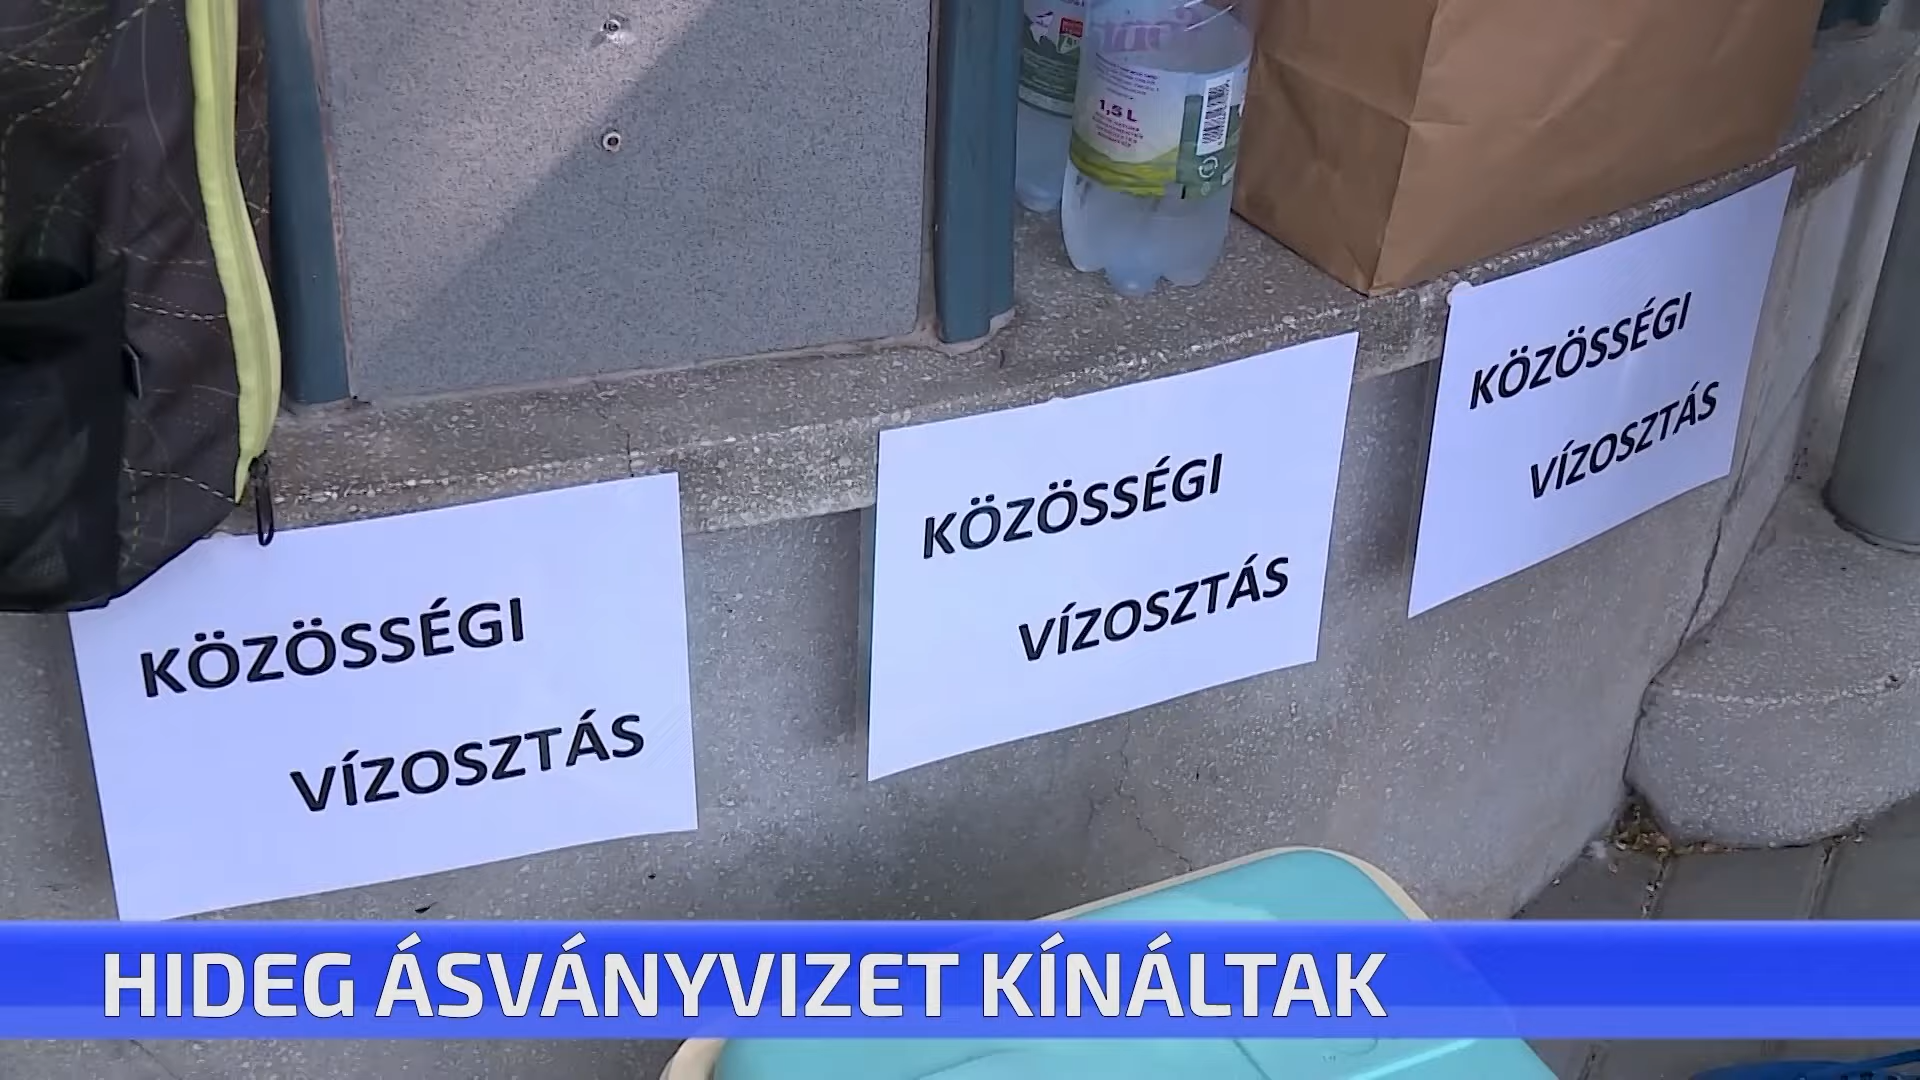 1,5 L
KÖZÖSSÉGI
VÍZOSZTÁS
KÖZÖSSÉGI
VÍZOSZTÁS
KÖZÖSSÉGI
VÍZOSZTÁS
HIDEG ÁSVÁNYVIZET KÍNÁLTAK